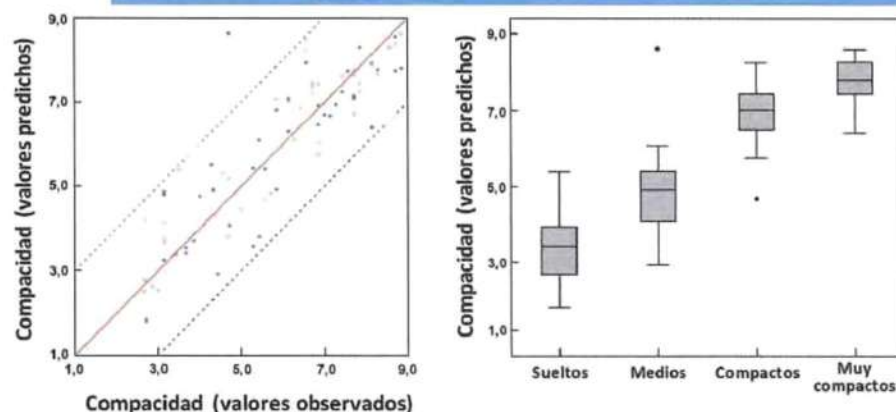 Compacidad (valores predichos)
9,0
7,0
5,0
3,0
1,0
1,0
3,0
5,0
7,0
9,0
Compacidad (valores observados)
Compacidad (valores predichos)
9,0
7,0
5,0
3,0
1,0
Sueltos
Medios
Compactos
Muy
compactos